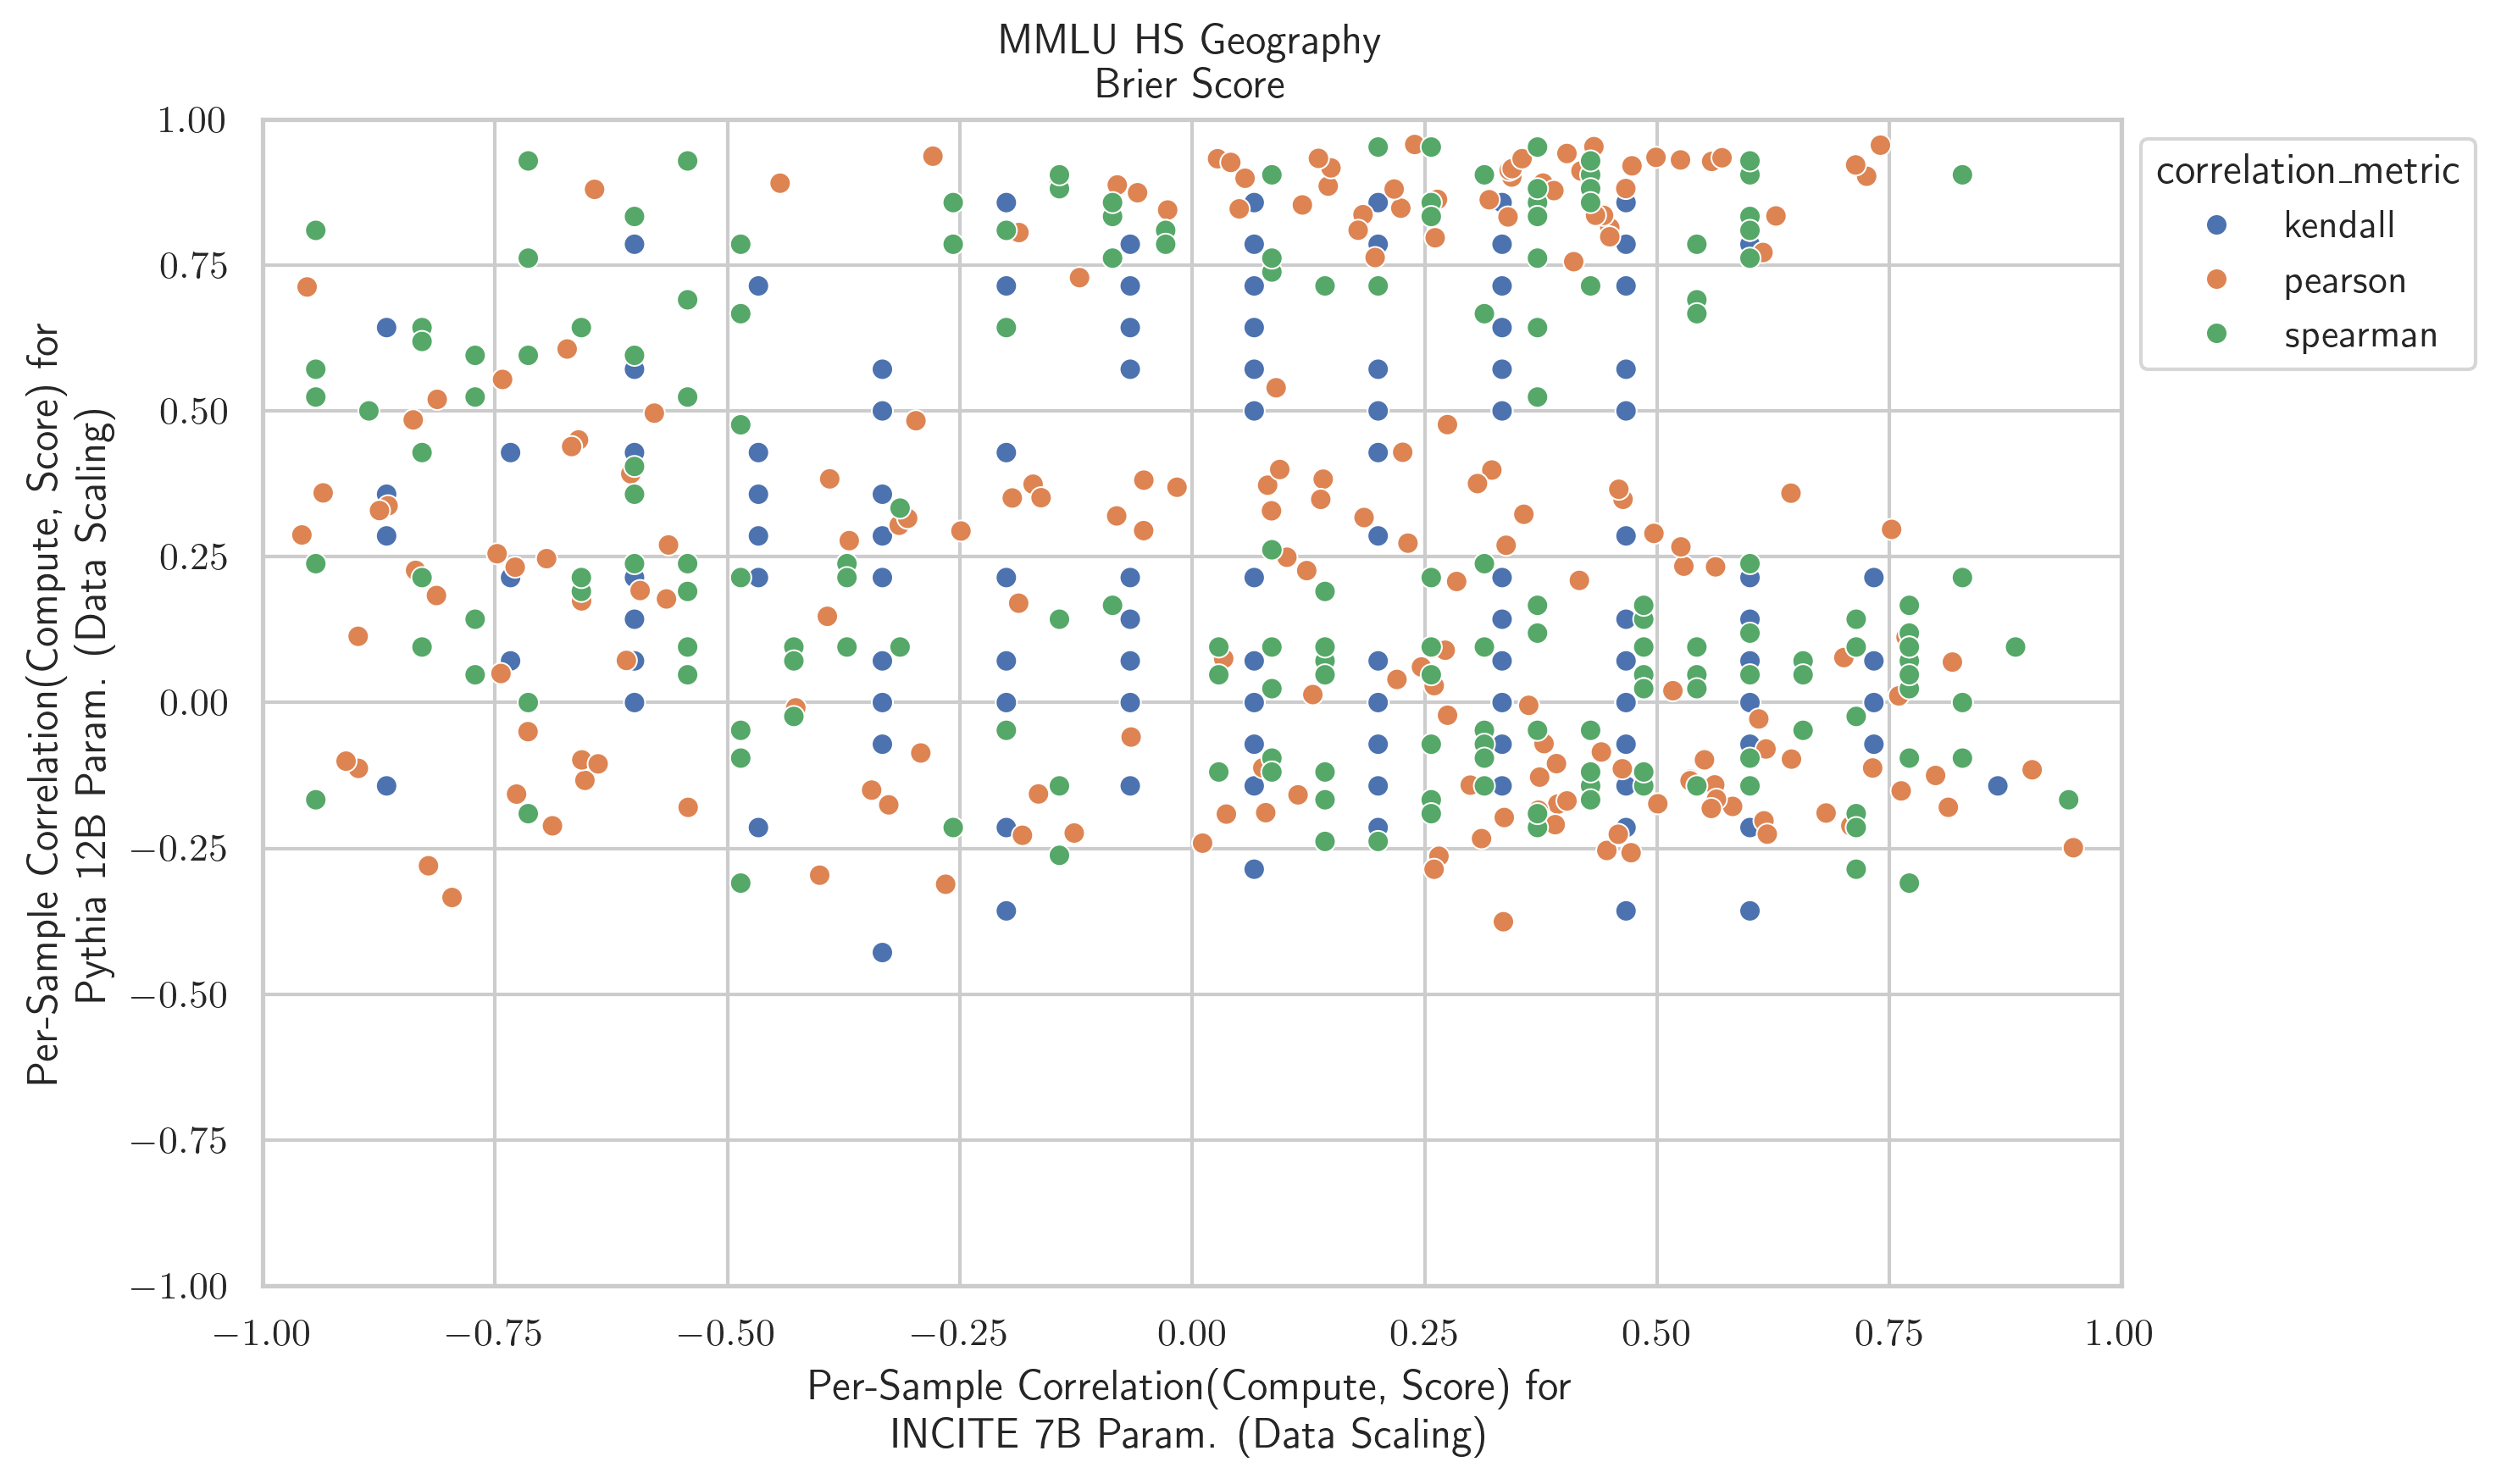 MMLU HS Geography
Brier Score
Per-Sample Correlation(Compute, Score) for
Pythia 12B Param. (Data Scaling)
1.00
0.75
0.50
0.25
0.00
−0.25
−0.50
−0.75
−1.00
−1.00 −0.75 −0.50 −0.25 0.00 0.25 0.50 0.75 1.00
Per-Sample Correlation(Compute, Score) for
INCITE 7B Param. (Data Scaling)
correlation_metric
kendall
pearson
spearman